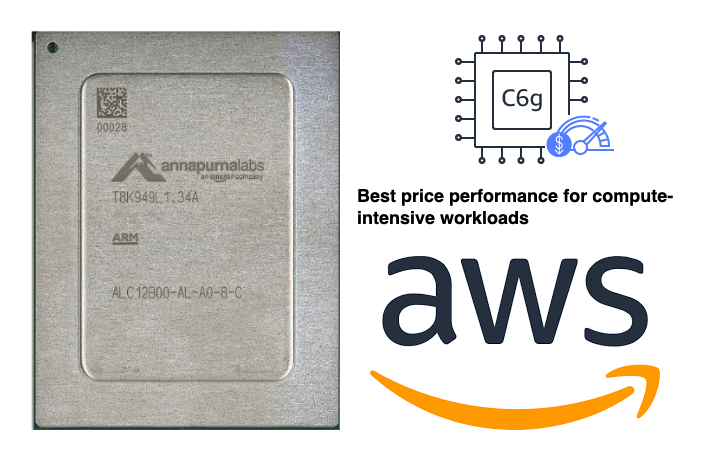 00028
annapurnalabs
an amazon company
T8K949L1.34A
ARM
ALC12B00-AL-A0-B-C
C6g
$
Best price performance for compute-
intensive workloads
aws